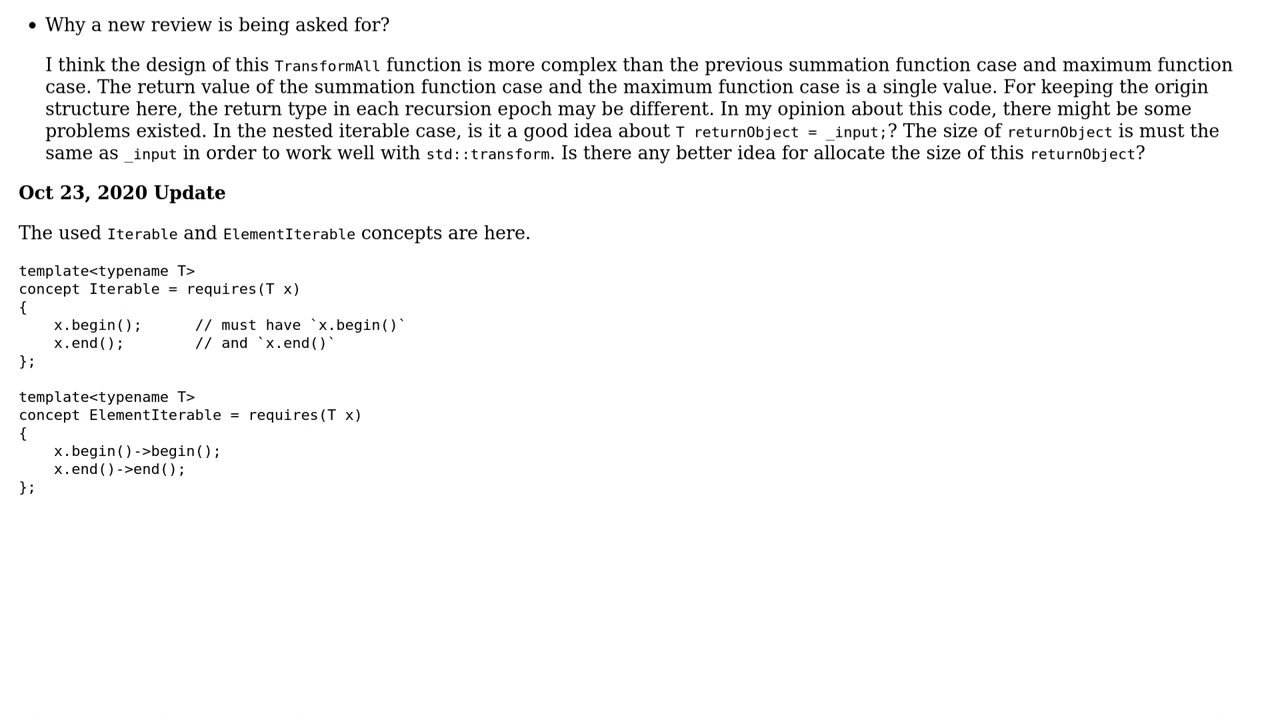 Why a new review is being asked for?
I think the design of this TransformAll function is more complex than the previous summation function case and maximum function
case. The return value of the summation function case and the maximum function case is a single value. For keeping the origin
structure here, the return type in each recursion epoch may be different. In my opinion about this code, there might be some
problems existed. In the nested iterable case, is it a good idea about T returnObject = _input;? The size of returnObject is must the
same as _input in order to work well with std::transform. Is there any better idea for allocate the size of this returnObject?
Oct 23, 2020 Update
The used Iterable and ElementIterable concepts are here.
template<typename T>
concept Iterable = requires(T x)
{
    x.begin();      // must have `x.begin()`
    x.end();        // and `x.end()`
};
template<typename T>
concept ElementIterable = requires(T x)
{
    x.begin()->begin();
    x.end()->end();
};